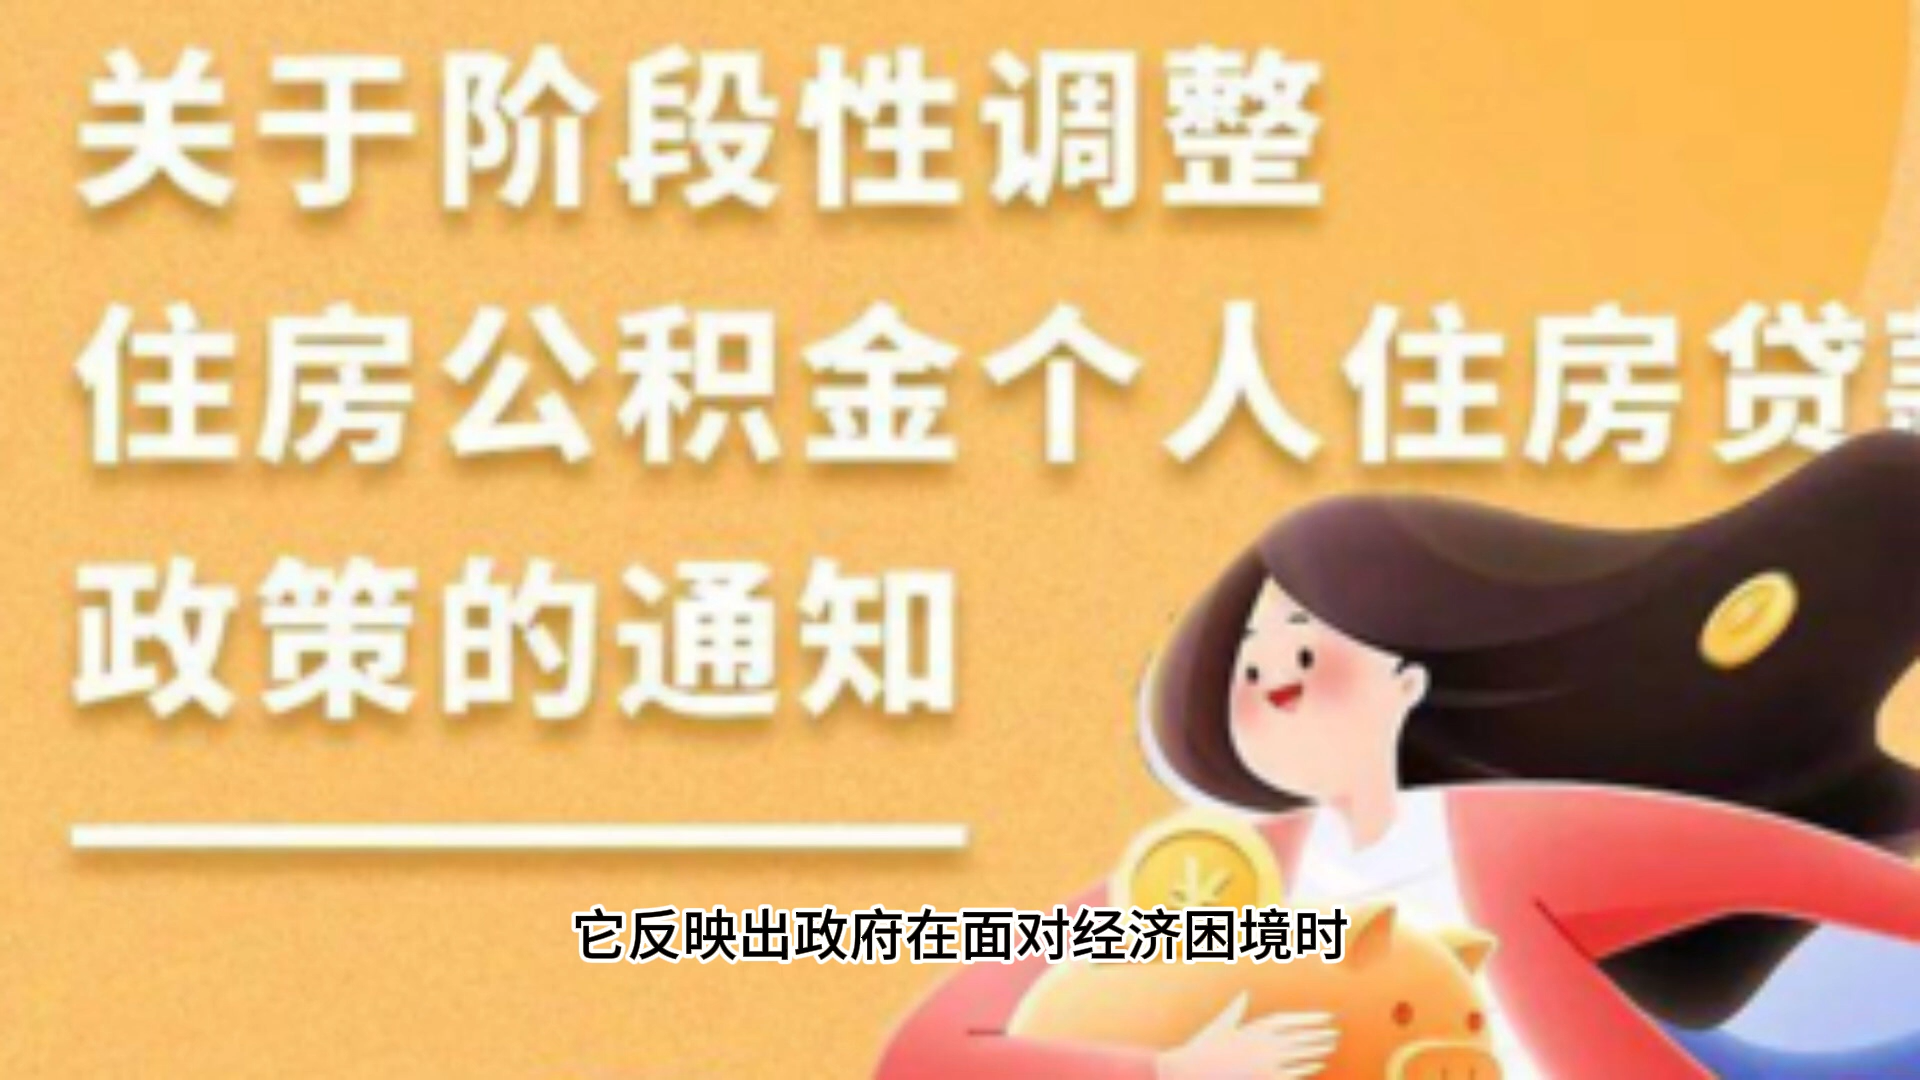 关于阶段性调整
住房公积金个人住房贷款
政策的通知
它反映出政府在面对经济困境时